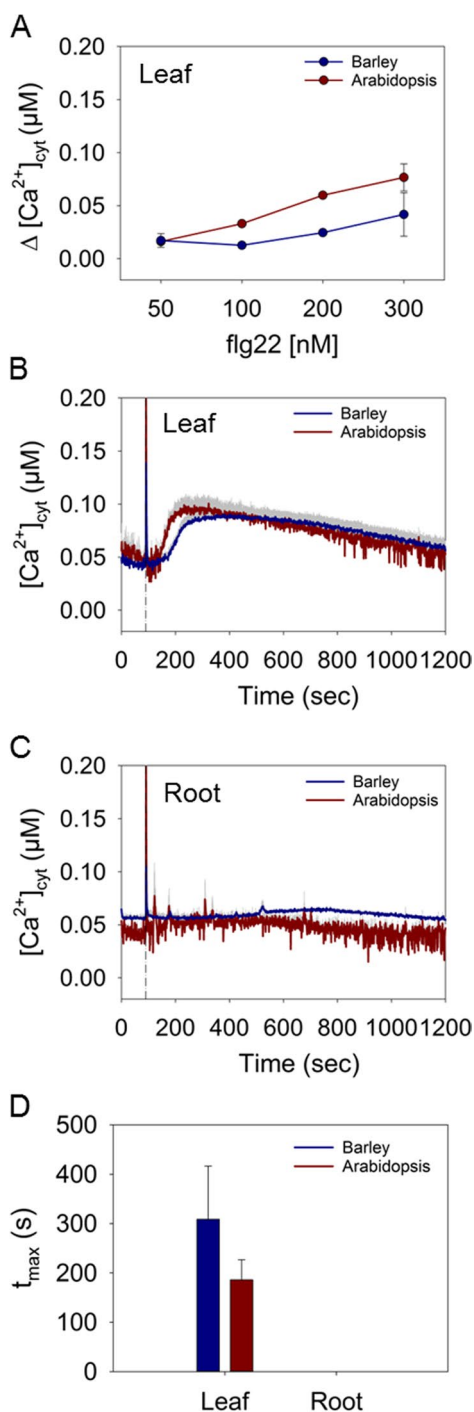 A
Leaf
Barley
Arabidopsis
Δ [Ca²⁺]cyt (µM)
0.20
0.15
0.10
0.05
0.00
50 100 200 300
flg22 [nM]
B
Leaf
Barley
Arabidopsis
[Ca²⁺]cyt (µM)
0.20
0.15
0.10
0.05
0.00
0 200 400 600 800 1000 1200
Time (sec)
C
Root
Barley
Arabidopsis
[Ca²⁺]cyt (µM)
0.20
0.15
0.10
0.05
0.00
0 200 400 600 800 1000 1200
Time (sec)
D
Barley
Arabidopsis
tmax (s)
500
400
300
200
100
0
Leaf Root